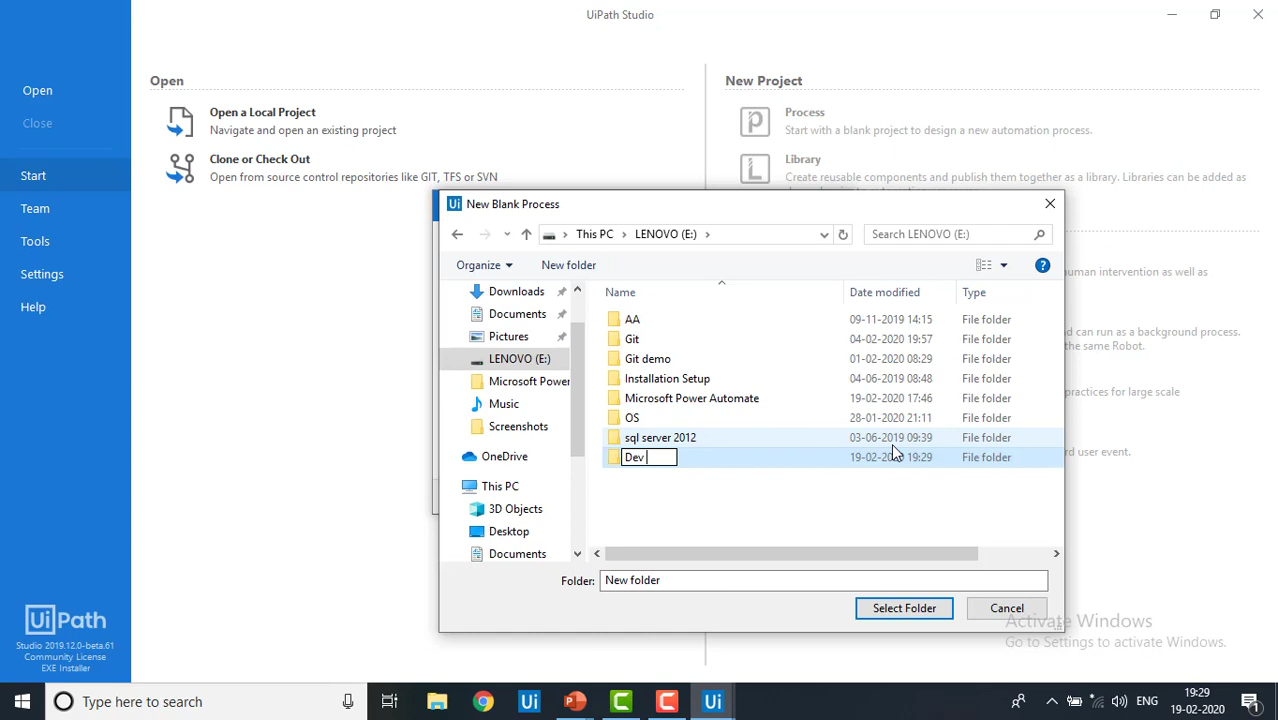 UiPath Studio
Open
Close
Start
Team
Tools
Settings
Help
UiPath
Studio 2019.12.0-beta.61
Community License
EXE Installer
Open
Open a Local Project
Navigate and open an existing project
Clone or Check Out
Open from source control repositories like GIT, TFS or SVN
New Project
Process
Start with a blank project to design a new automation process.
Library
Create reusable components and publish them together as a library. Libraries can be added as
human intervention as well as
and can run as a background process.
the same Robot.
processes for large scale
erd user event.
Ui New Blank Process
This PC > LENOVO (E:) >
Search LENOVO (E:)
Organize
New folder
Downloads
Documents
Pictures
LENOVO (E:)
Microsoft Power
Music
Screenshots
OneDrive
This PC
3D Objects
Desktop
Documents
Name Date modified Type
AA 09-11-2019 14:15 File folder
Git 04-02-2020 19:57 File folder
Git demo 01-02-2020 08:29 File folder
Installation Setup 04-06-2019 08:48 File folder
Microsoft Power Automate 19-02-2020 17:46 File folder
OS 28-01-2020 21:11 File folder
sql server 2012 03-06-2019 09:39 File folder
Dev 19-02-2020 19:29 File folder
Folder: New folder
Select Folder
Cancel
Activate Windows
Go to Settings to activate Windows.
Type here to search
ENG
19:29
19-02-2020